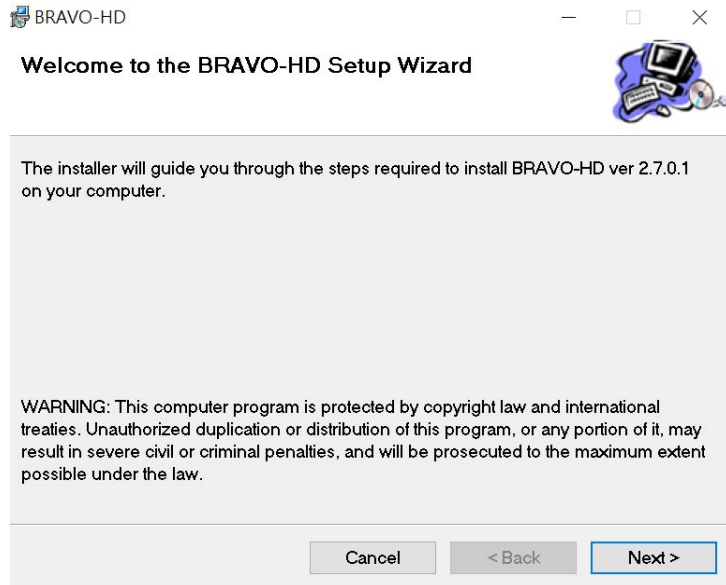 BRAVO-HD
Welcome to the BRAVO-HD Setup Wizard
The installer will guide you through the steps required to install BRAVO-HD ver 2.7.0.1
on your computer.
WARNING: This computer program is protected by copyright law and international
treaties. Unauthorized duplication or distribution of this program, or any portion of it, may
result in severe civil or criminal penalties, and will be prosecuted to the maximum extent
possible under the law.
Cancel
< Back
Next >